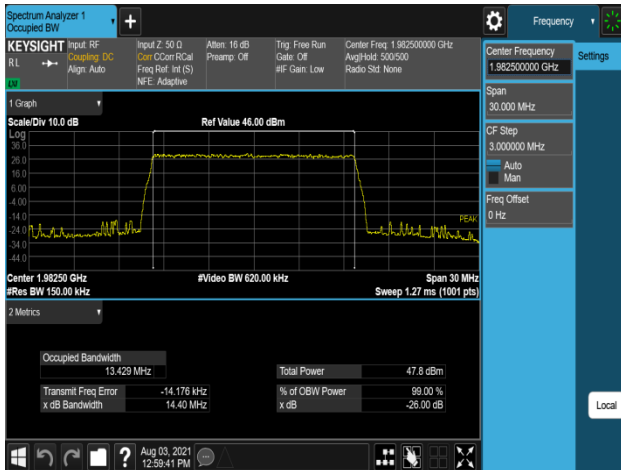 Spectrum Analyzer 1
Occupied BW
Frequency
KEYSIGHT
Input: RF
Coupling: DC
Align: Auto
Input Z: 50 Ω
Corr CCorr RCal
Freq Ref: Int (S)
NFE: Adaptive
Atten: 16 dB
Preamp: Off
Trig: Free Run
Gate: Off
#IF Gain: Low
Center Freq: 1.982500000 GHz
Avg|Hold: 500/500
Radio Std: None
R L
Center Frequency
1.982500000 GHz
Settings
Span
30.000 MHz
CF Step
3.000000 MHz
Auto
Man
Freq Offset
0 Hz
Local
1 Graph
Scale/Div 10.0 dB
Ref Value 46.00 dBm
Log
36.0
26.0
16.0
6.00
-4.00
-14.0
-24.0
-34.0
-44.0
PEAK
Center 1.98250 GHz
#Video BW 620.00 kHz
Span 30 MHz
#Res BW 150.00 kHz
Sweep 1.27 ms (1001 pts)
2 Metrics
Occupied Bandwidth
13.429 MHz
Total Power 47.8 dBm
Transmit Freq Error -14.176 kHz
% of OBW Power 99.00 %
x dB Bandwidth 14.40 MHz
x dB -26.00 dB
?
Aug 03, 2021
12:59:41 PM